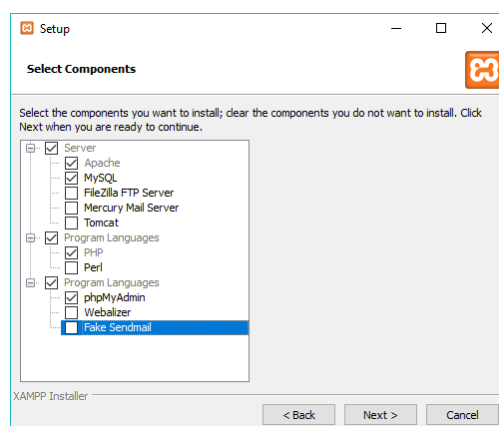 Setup
Select Components
Select the components you want to install; clear the components you do not want to install. Click
Next when you are ready to continue.
Server
Apache
MySQL
FileZilla FTP Server
Mercury Mail Server
Tomcat
Program Languages
PHP
Perl
Program Languages
phpMyAdmin
Webalizer
Fake Sendmail
XAMPP Installer
< Back
Next >
Cancel